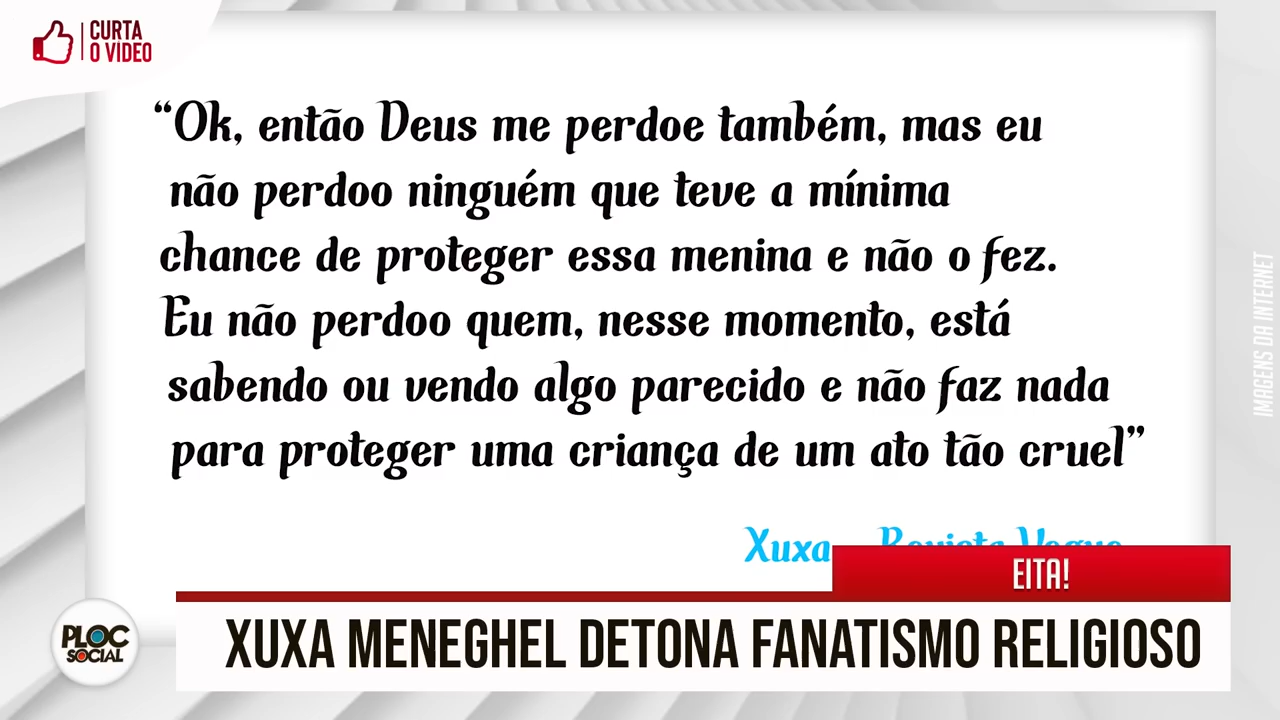 CURTA
O VIDEO
“Ok, então Deus me perdoe também, mas eu
não perdoo ninguém que teve a mínima
chance de proteger essa menina e não o fez.
Eu não perdoo quem, nesse momento, está
sabendo ou vendo algo parecido e não faz nada
para proteger uma criança de um ato tão cruel”
Xuxa Revista Vogue
IMAGENS DA INTERNET
EITA!
XUXA MENEGHEL DETONA FANATISMO RELIGIOSO
PLOC
SOCIAL